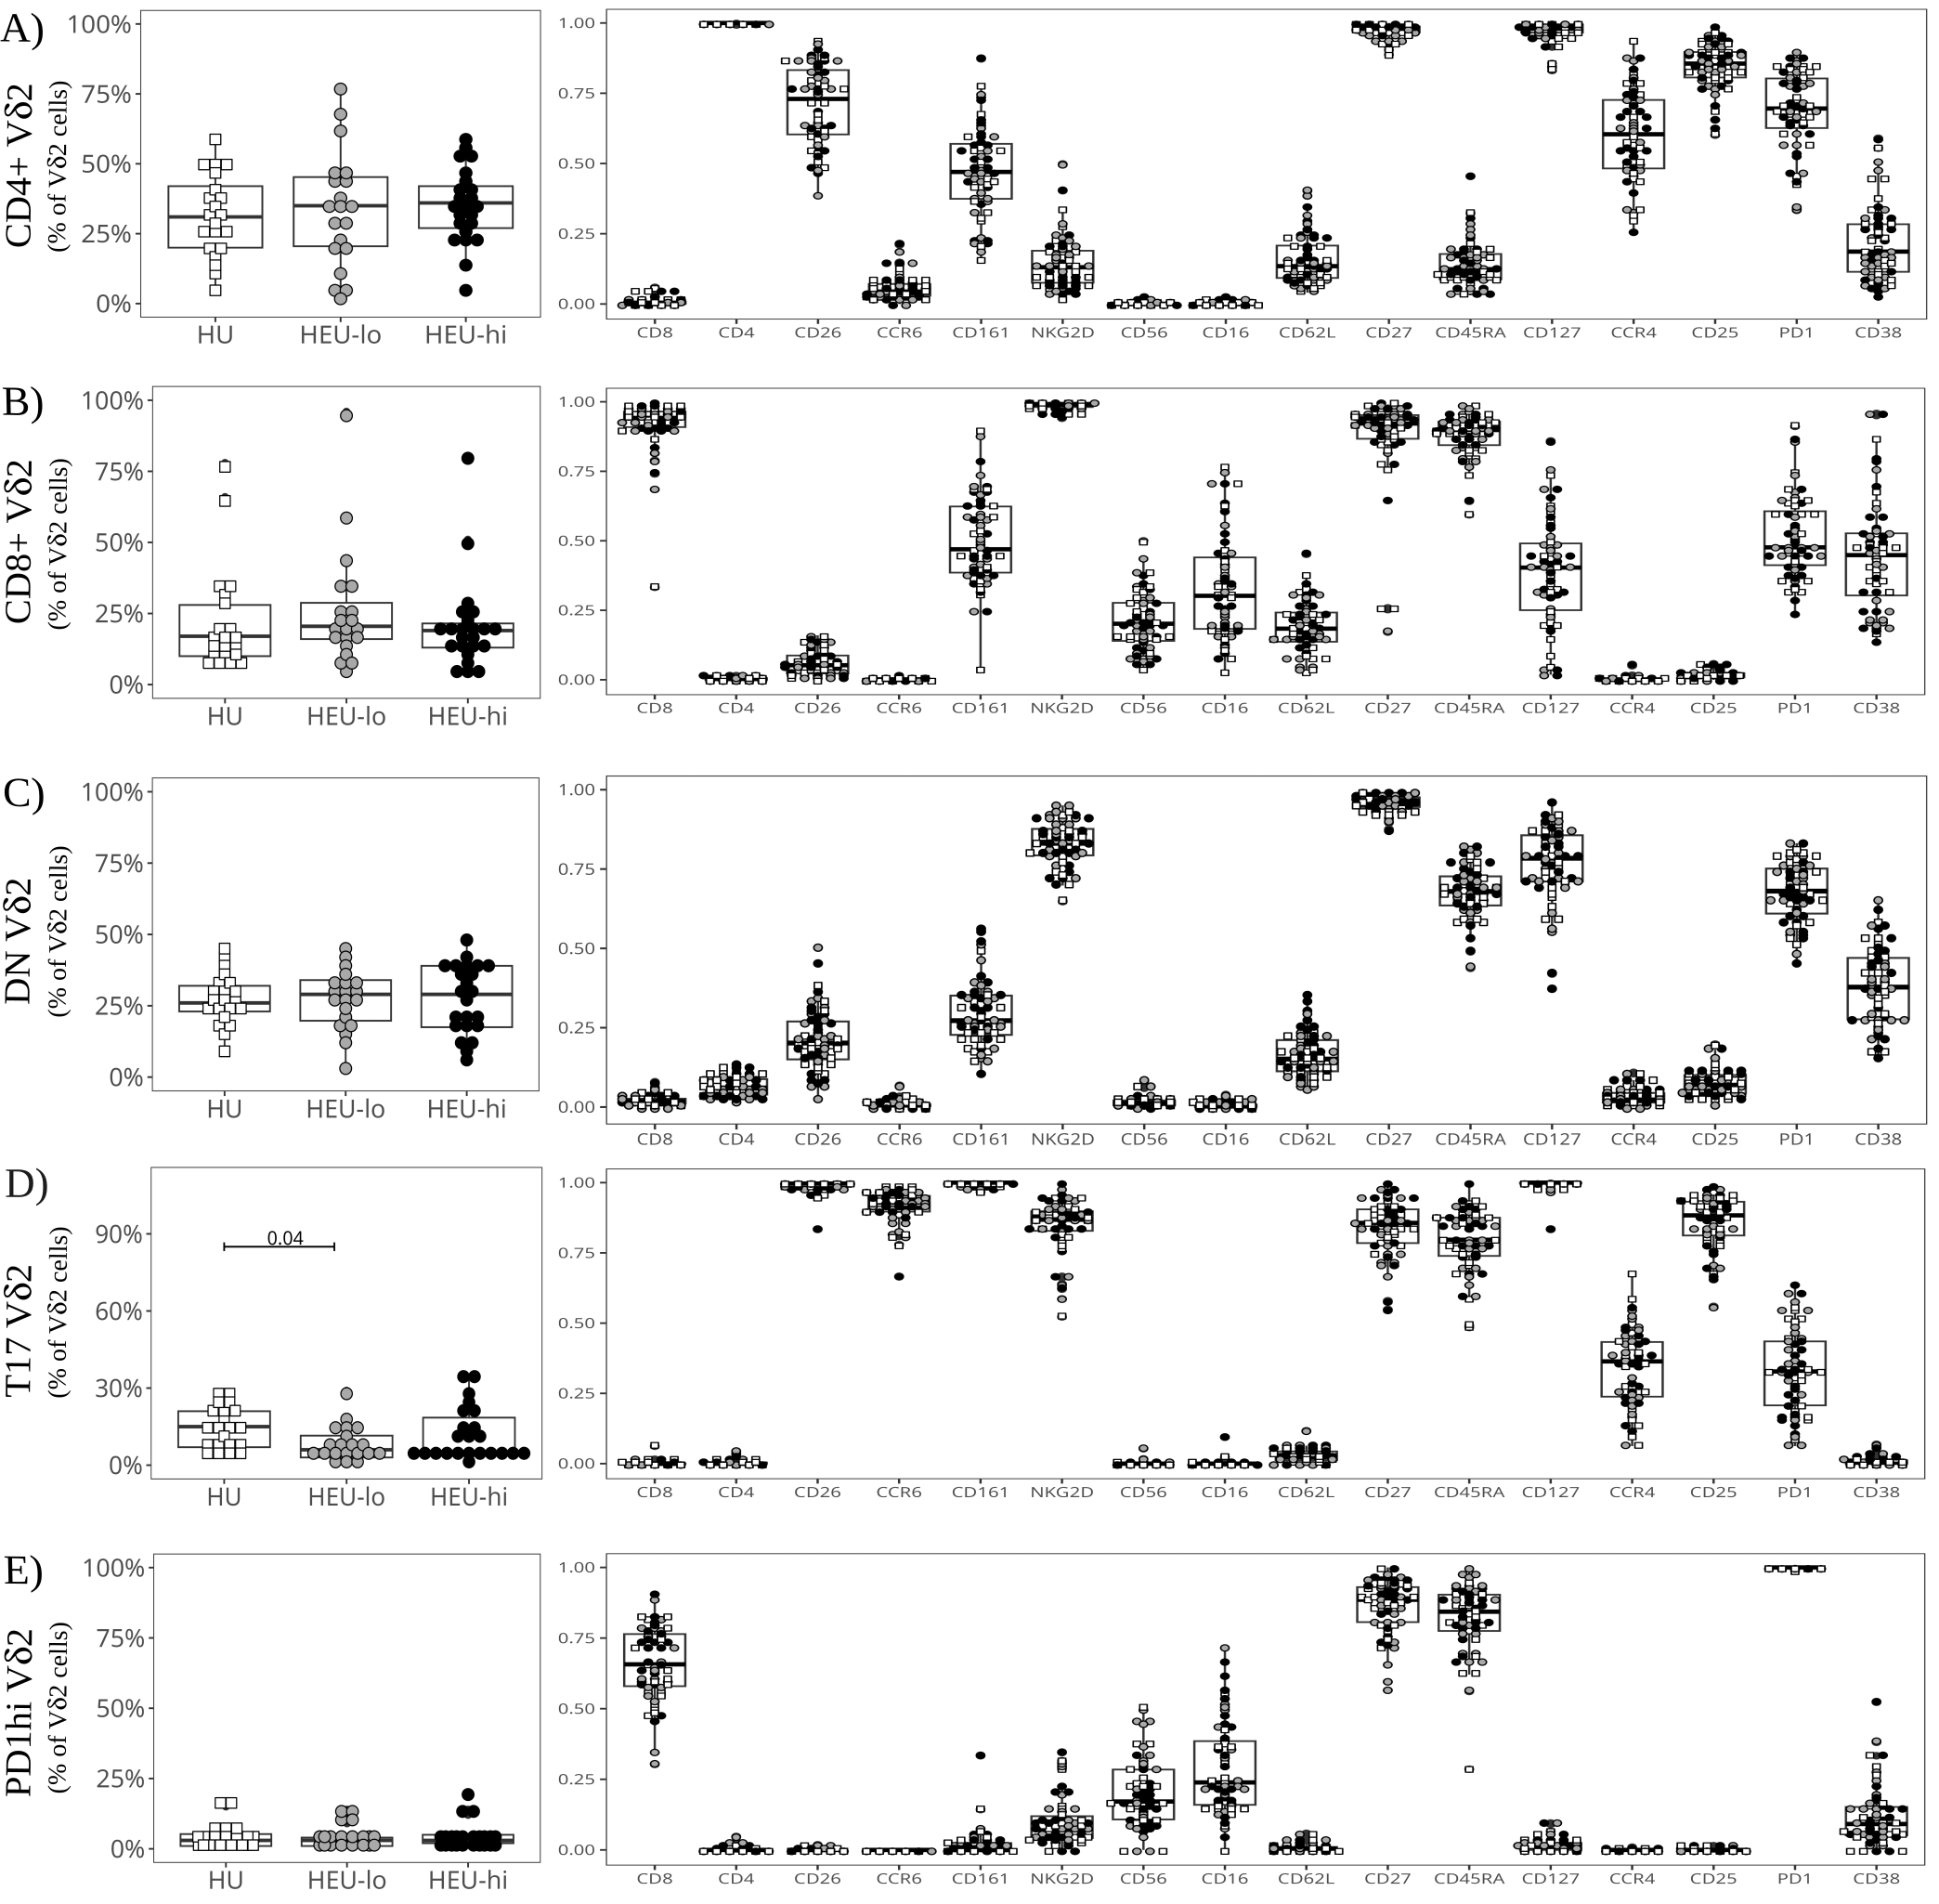 A)
CD4+ Vδ2
(% of Vδ2 cells)
100%
75%
50%
25%
0%
HU HEU-lo HEU-hi
1.00
0.75
0.50
0.25
0.00
CD8 CD4 CD26 CCR6 CD161 NKG2D CD56 CD16 CD62L CD27 CD45RA CD127 CCR4 CD25 PD1 CD38
B)
CD8+ Vδ2
(% of Vδ2 cells)
100%
75%
50%
25%
0%
HU HEU-lo HEU-hi
1.00
0.75
0.50
0.25
0.00
CD8 CD4 CD26 CCR6 CD161 NKG2D CD56 CD16 CD62L CD27 CD45RA CD127 CCR4 CD25 PD1 CD38
C)
DN Vδ2
(% of Vδ2 cells)
100%
75%
50%
25%
0%
HU HEU-lo HEU-hi
1.00
0.75
0.50
0.25
0.00
CD8 CD4 CD26 CCR6 CD161 NKG2D CD56 CD16 CD62L CD27 CD45RA CD127 CCR4 CD25 PD1 CD38
D)
T17 Vδ2
(% of Vδ2 cells)
90%
60%
30%
0%
0.04
HU HEU-lo HEU-hi
1.00
0.75
0.50
0.25
0.00
CD8 CD4 CD26 CCR6 CD161 NKG2D CD56 CD16 CD62L CD27 CD45RA CD127 CCR4 CD25 PD1 CD38
E)
PD1hi Vδ2
(% of Vδ2 cells)
100%
75%
50%
25%
0%
HU HEU-lo HEU-hi
1.00
0.75
0.50
0.25
0.00
CD8 CD4 CD26 CCR6 CD161 NKG2D CD56 CD16 CD62L CD27 CD45RA CD127 CCR4 CD25 PD1 CD38